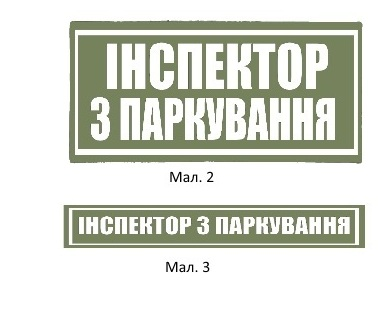 ІНСПЕКТОР
З ПАРКУВАННЯ
Мал. 2
ІНСПЕКТОР З ПАРКУВАННЯ
Мал. 3